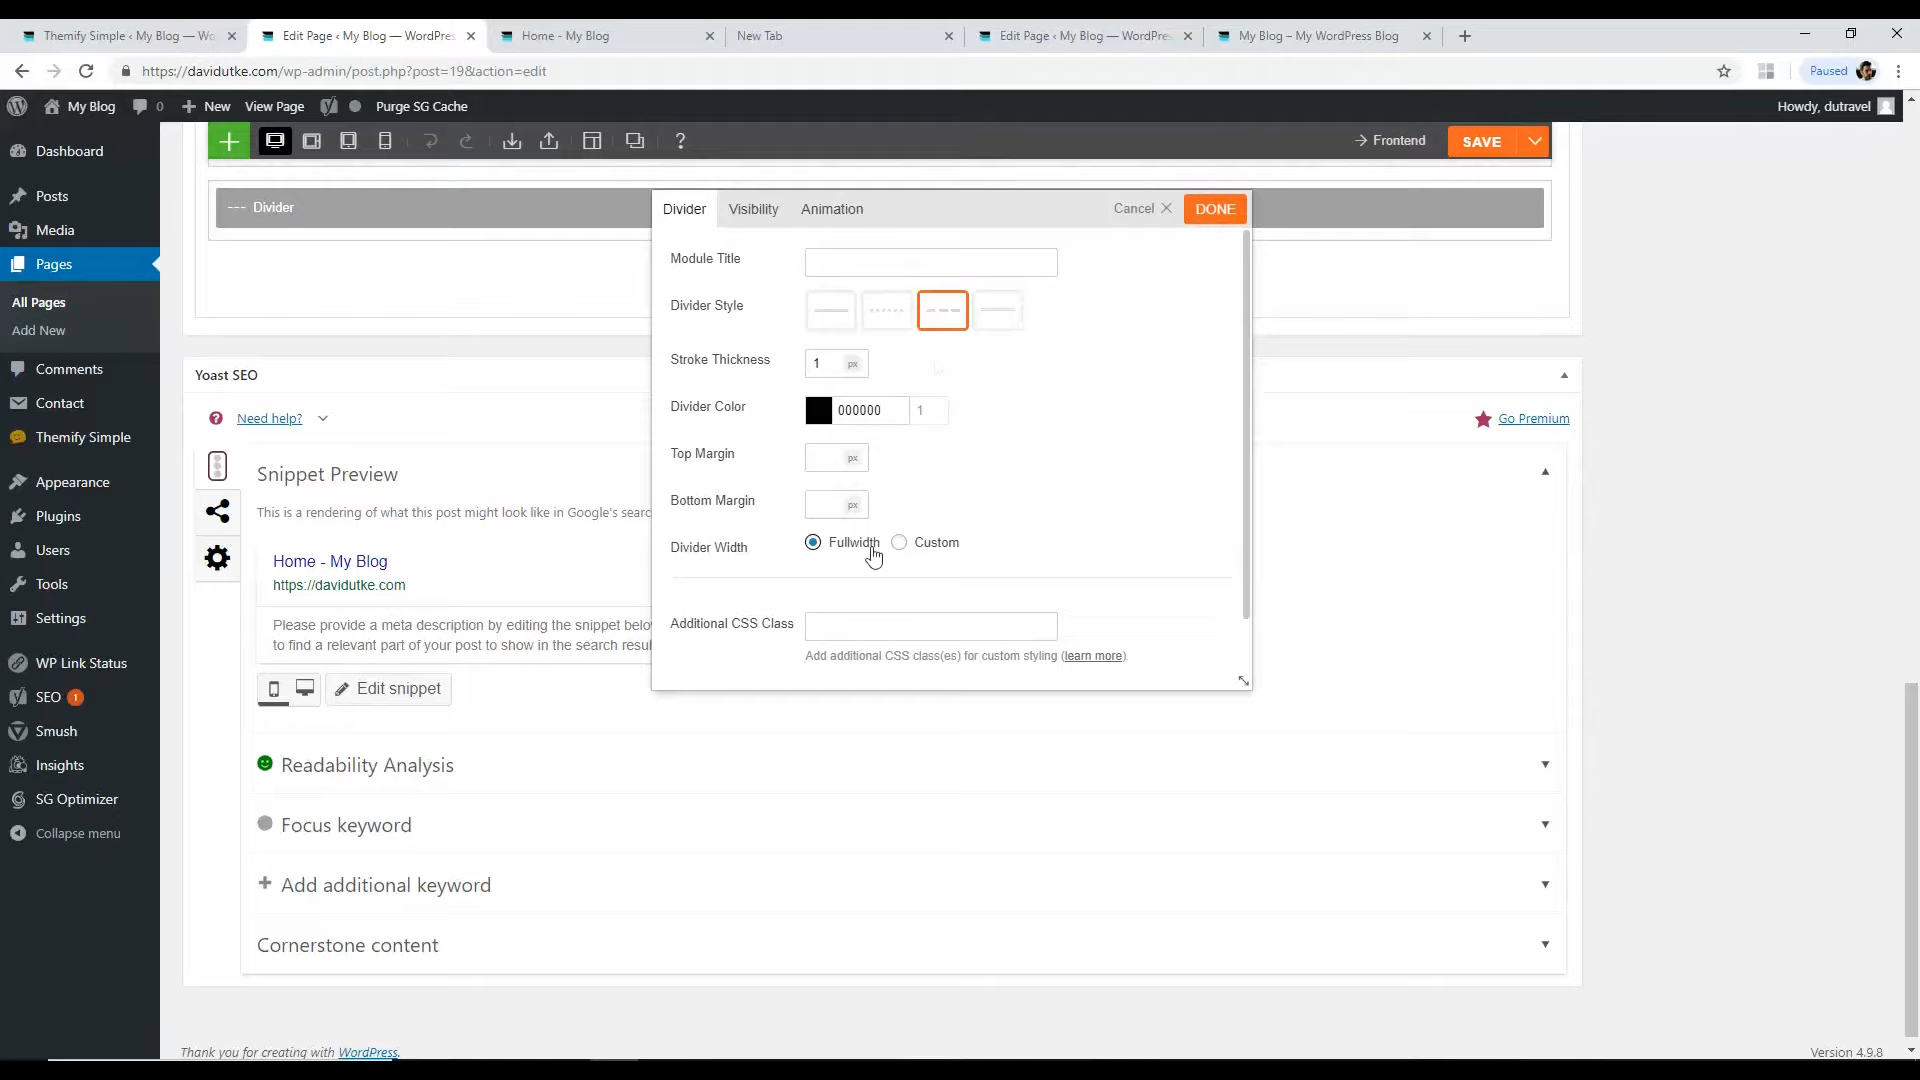 Themify Simple ‹ My Blog — Wo
Edit Page ‹ My Blog — WordPres
Home - My Blog
New Tab
Edit Page ‹ My Blog — WordPres
My Blog – My WordPress Blog
https://davidutke.com/wp-admin/post.php?post=19&action=edit
Paused
My Blog
0
New
View Page
Purge SG Cache
Howdy, dutravel
Dashboard
Posts
Media
Pages
All Pages
Add New
Comments
Contact
Themify Simple
Appearance
Plugins
Users
Tools
Settings
WP Link Status
SEO 1
Smush
Insights
SG Optimizer
Collapse menu
?
Frontend
SAVE
Divider
Divider
Visibility
Animation
Cancel
DONE
Module Title
Divider Style
Stroke Thickness
1 px
Divider Color
000000 1
Top Margin
px
Bottom Margin
px
Divider Width
Fullwidth
Custom
Additional CSS Class
Add additional CSS class(es) for custom styling (learn more).
Yoast SEO
Need help?
Go Premium
Snippet Preview
This is a rendering of what this post might look like in Google's searc
Home - My Blog
https://davidutke.com
Please provide a meta description by editing the snippet belo
to find a relevant part of your post to show in the search resul
Edit snippet
Readability Analysis
Focus keyword
Add additional keyword
Cornerstone content
Thank you for creating with WordPress.
Version 4.9.8